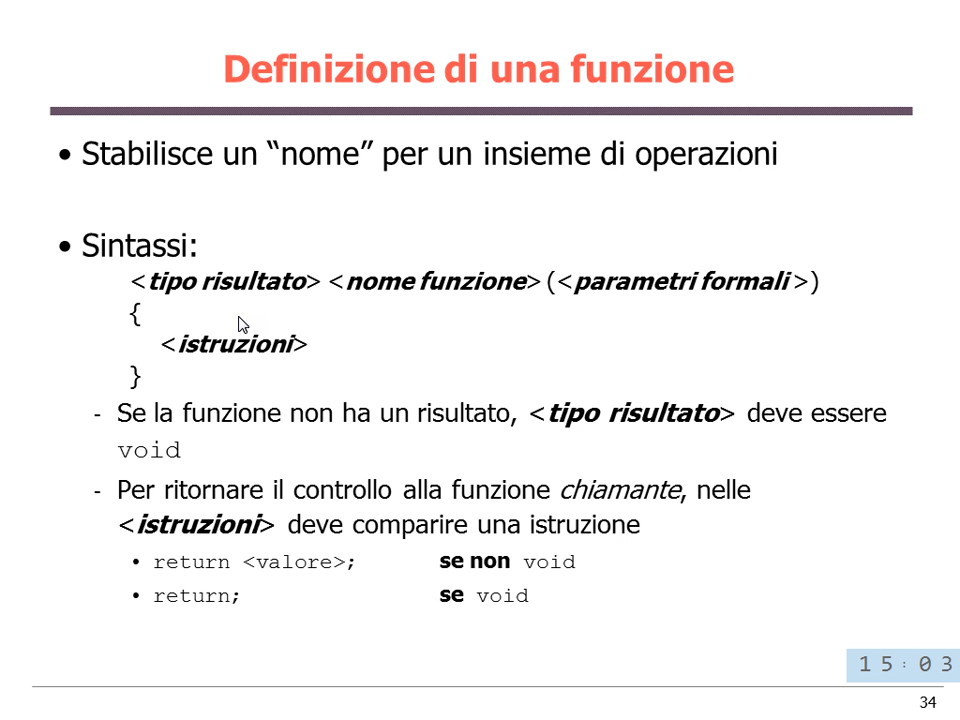 Definizione di una funzione
• Stabilisce un “nome” per un insieme di operazioni
• Sintassi:
<tipo risultato> <nome funzione> (<parametri formali >)
{
<istruzioni>
}
- Se la funzione non ha un risultato, <tipo risultato> deve essere
void
- Per ritornare il controllo alla funzione chiamante, nelle
<istruzioni> deve comparire una istruzione
• return <valore>; se non void
• return; se void
15:03
34